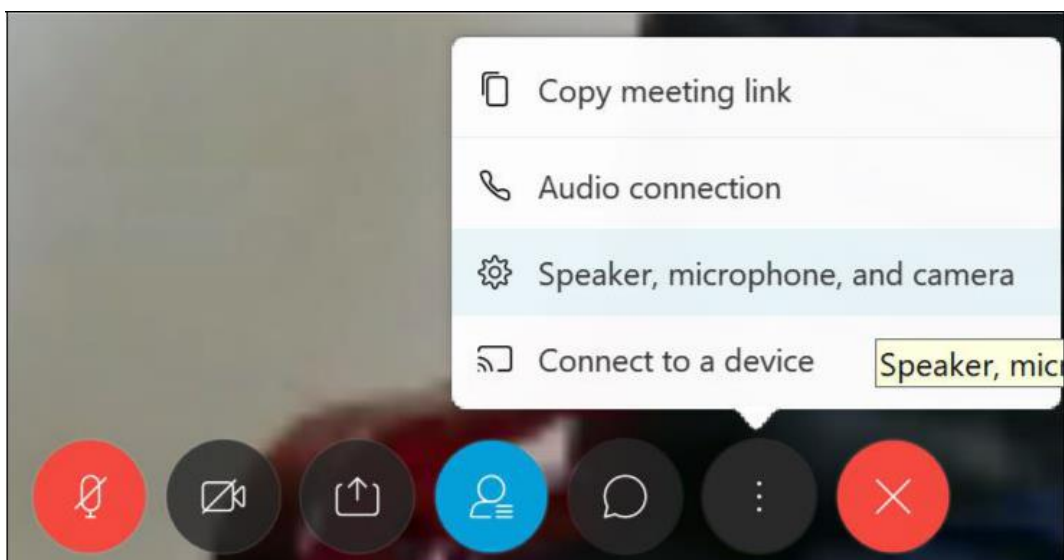 Copy meeting link
Audio connection
Speaker, microphone, and camera
Connect to a device
Speaker, mic